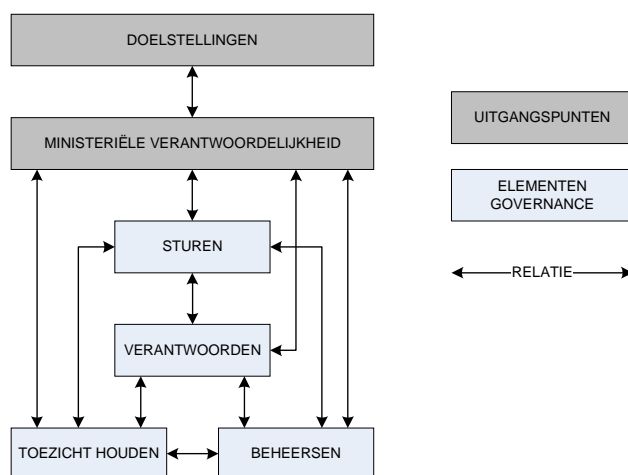 DOELSTELLINGEN
MINISTERIËLE VERANTWOORDELIJKHEID
STUREN
VERANTWOORDEN
TOEZICHT HOUDEN
BEHEERSEN
UITGANGSPUNTEN
ELEMENTEN
GOVERNANCE
RELATIE